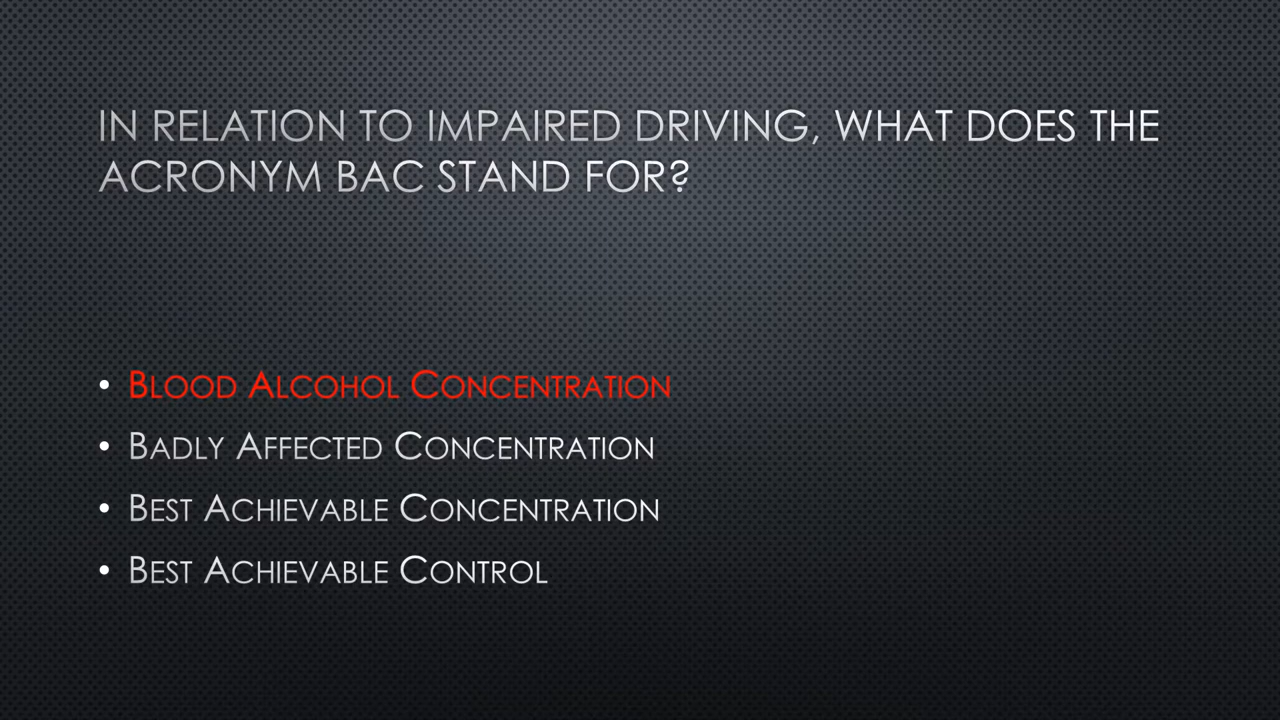 IN RELATION TO IMPAIRED DRIVING, WHAT DOES THE
ACRONYM BAC STAND FOR?
• BLOOD ALCOHOL CONCENTRATION
• BADLY AFFECTED CONCENTRATION
• BEST ACHIEVABLE CONCENTRATION
• BEST ACHIEVABLE CONTROL